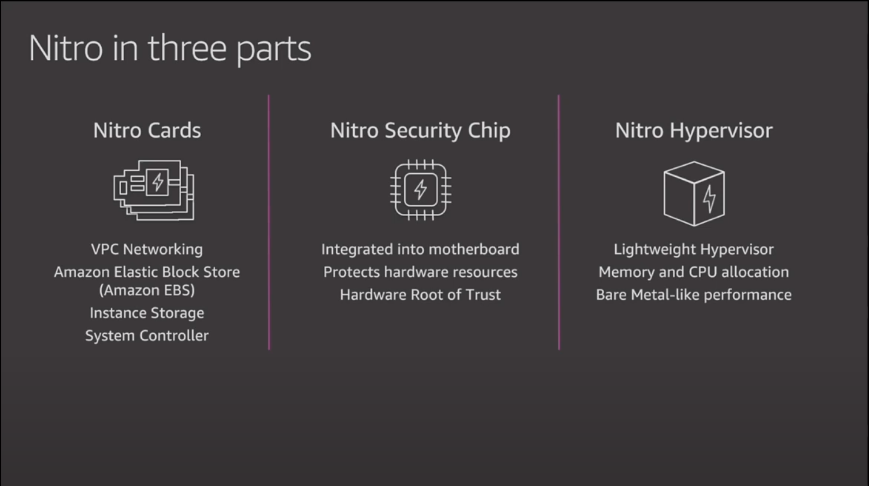 Nitro in three parts
Nitro Cards
VPC Networking
Amazon Elastic Block Store
(Amazon EBS)
Instance Storage
System Controller
Nitro Security Chip
Integrated into motherboard
Protects hardware resources
Hardware Root of Trust
Nitro Hypervisor
Lightweight Hypervisor
Memory and CPU allocation
Bare Metal-like performance